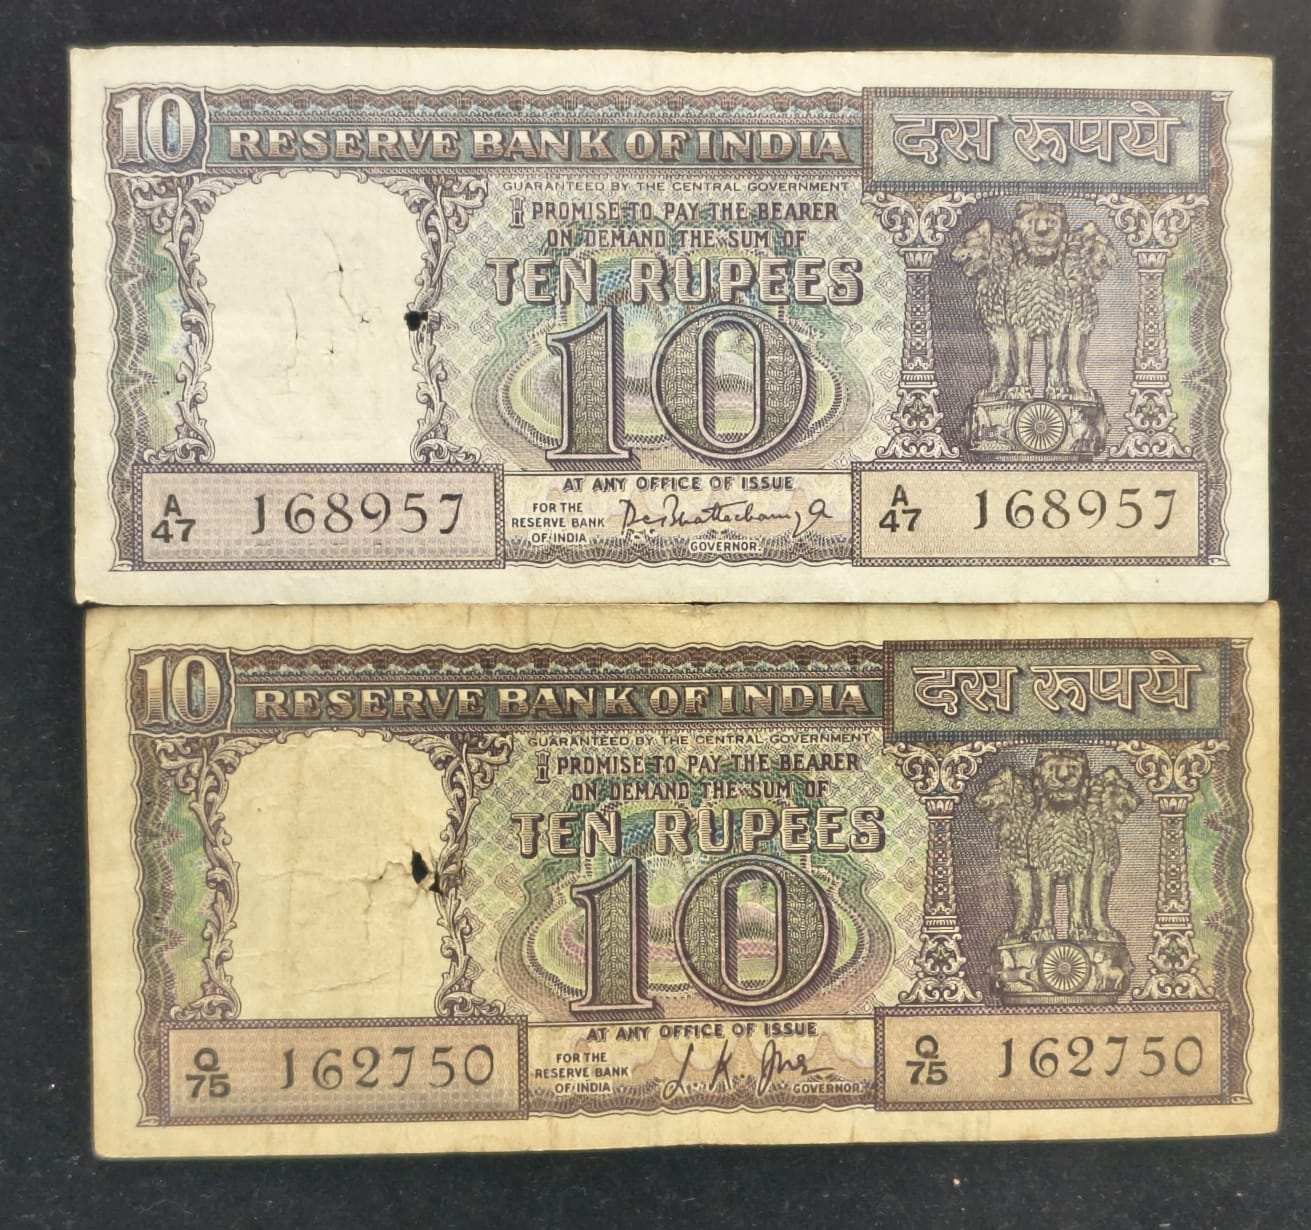 10 RESERVE BANK OF INDIA दस रूपये
GUARANTEED BY THE CENTRAL GOVERNMENT
I PROMISE TO PAY THE BEARER
ON DEMAND THE SUM OF
TEN RUPEES
10
AT ANY OFFICE OF ISSUE
A/47 168957
FOR THE
RESERVE BANK
OF INDIA
GOVERNOR.
A/47 168957
10 RESERVE BANK OF INDIA दस रूपये
GUARANTEED BY THE CENTRAL GOVERNMENT
I PROMISE TO PAY THE BEARER
ON DEMAND THE SUM OF
TEN RUPEES
10
AT ANY OFFICE OF ISSUE
Q/75 162750
FOR THE
RESERVE BANK
OF INDIA
GOVERNOR.
Q/75 162750